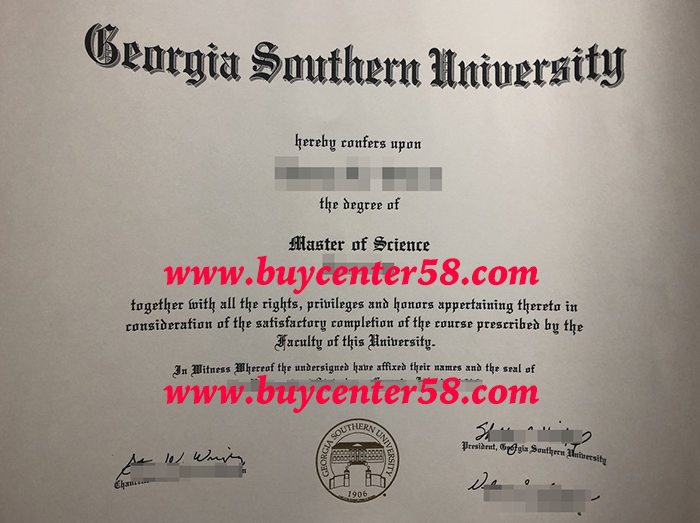 Georgia Southern University
hereby confers upon
the degree of
Master of Science
www.buycenter58.com
together with all the rights, privileges and honors appertaining thereto in
consideration of the satisfactory completion of the course prescribed by the
Faculty of this University.
In Witness Whereof the undersigned have affixed their names and the seal of
www.buycenter58.com
GEORGIA SOUTHERN UNIVERSITY
1906
President, Georgia Southern University